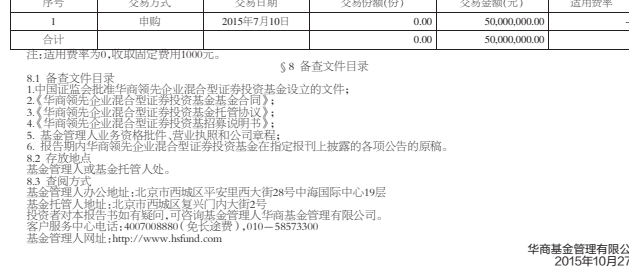 序号 交易方式 交易日期 交易份额(份) 交易金额(元) 适用费率
1 申购 2015年7月10日 0.00 50,000,000.00 -
合计 0.00 50,000,000.00
注:适用费率为0,收取固定费用1000元。
§8 备查文件目录
8.1 备查文件目录
1.中国证监会批准华商领先企业混合型证券投资基金设立的文件;
2.《华商领先企业混合型证券投资基金基金合同》;
3.《华商领先企业混合型证券投资基金托管协议》;
4.《华商领先企业混合型证券投资基招募说明书》;
5. 基金管理人业务资格批件、营业执照和公司章程;
6. 报告期内华商领先企业混合型证券投资基金在指定报刊上披露的各项公告的原稿。
8.2 存放地点
基金管理人或基金托管人处。
8.3 查阅方式
基金管理人办公地址:北京市西城区平安里西大街28号中海国际中心19层
基金托管人地址:北京市西城区复兴门内大街2号
投资者对本报告书如有疑问,可咨询基金管理人华商基金管理有限公司。
客户服务中心电话:4007008880(免长途费),010-58573300
基金管理人网址:http://www.hsfund.com
华商基金管理有限公
2015年10月27